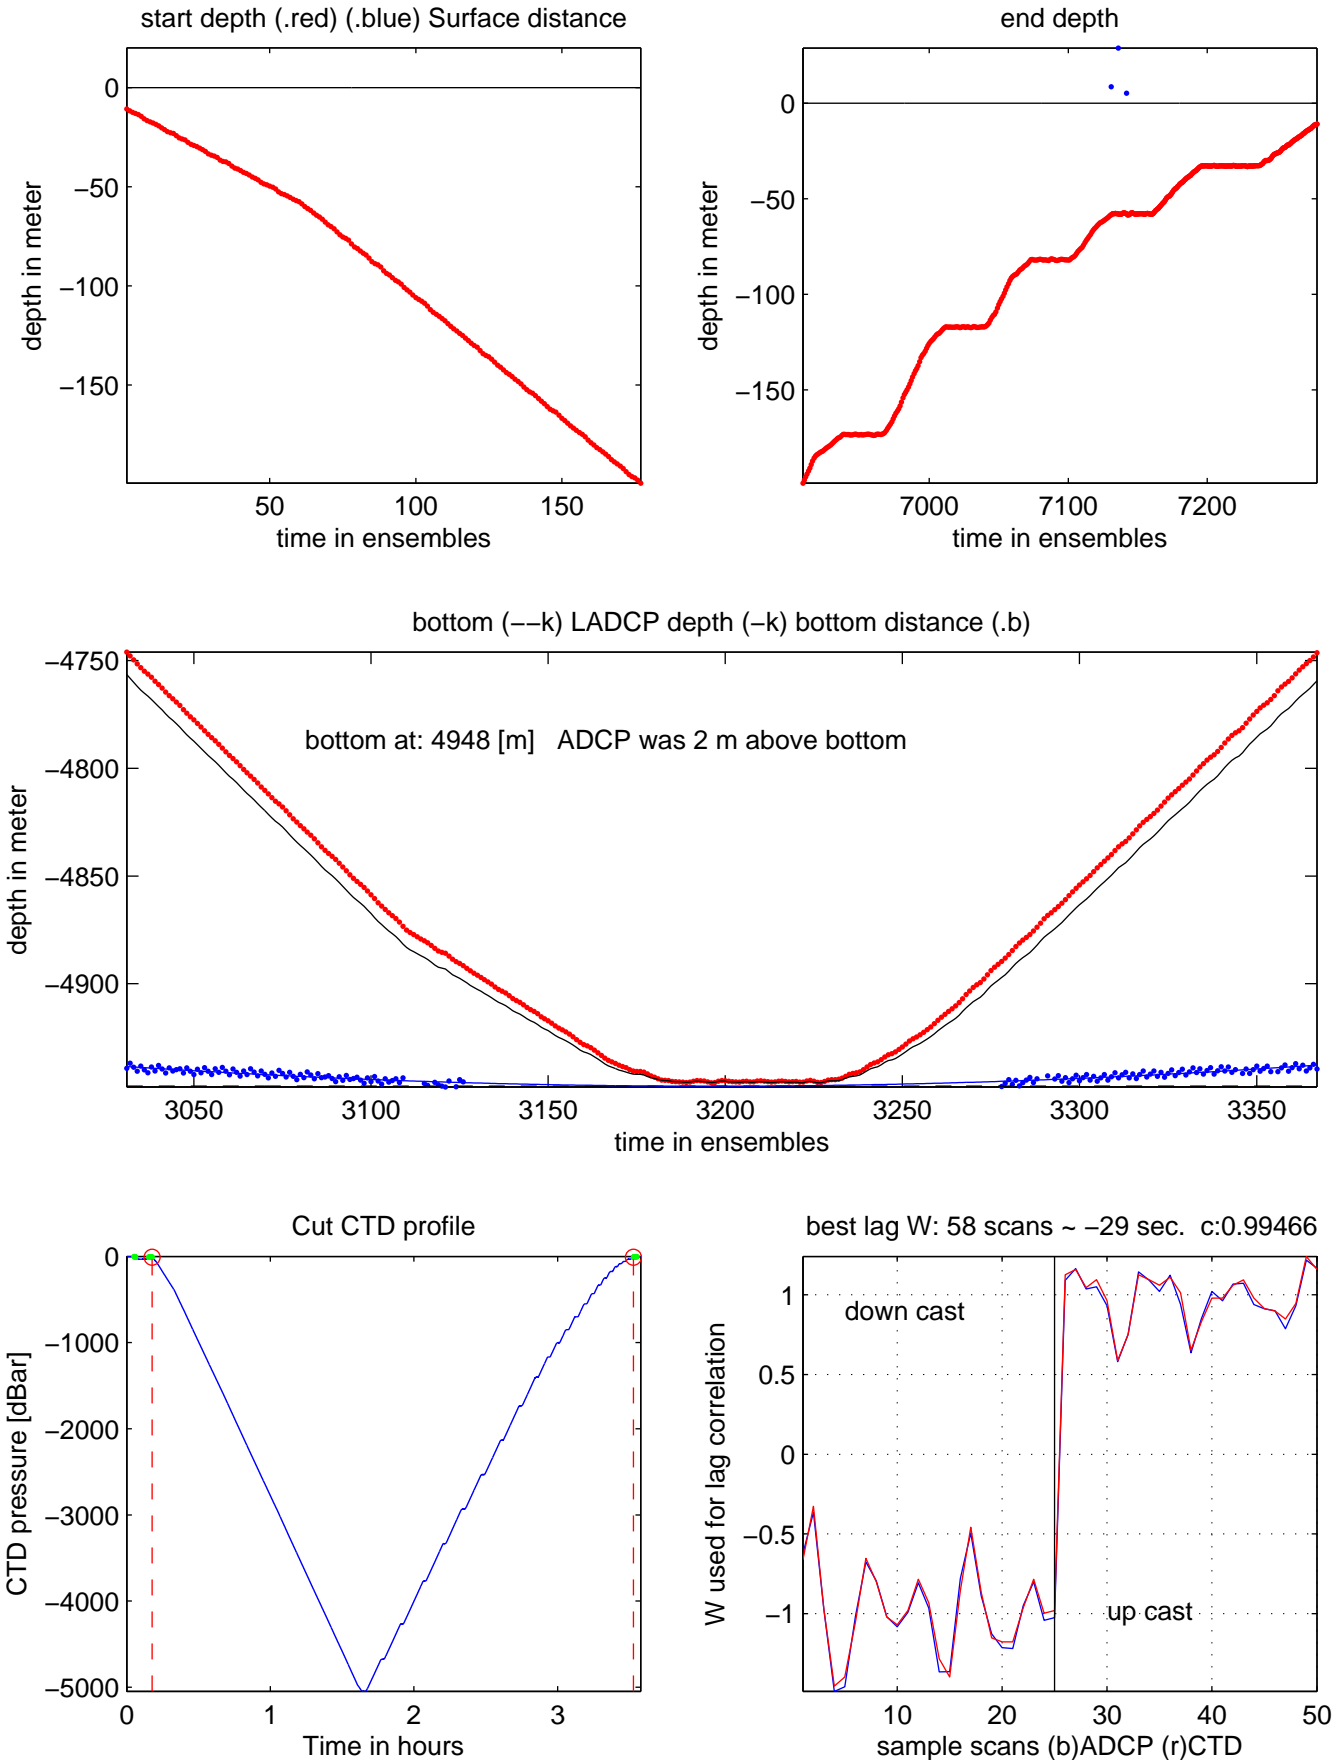 start depth (.red) (.blue) Surface distance
0
−50
−100
−150
depth in meter
50
100
150
time in ensembles
end depth
0
−50
−100
−150
depth in meter
7000
7100
7200
time in ensembles
bottom (−−k) LADCP depth (−k) bottom distance (.b)
−4750
−4800
−4850
−4900
depth in meter
bottom at: 4948 [m]   ADCP was 2 m above bottom
3050
3100
3150
3200
3250
3300
3350
time in ensembles
Cut CTD profile
0
−1000
−2000
−3000
−4000
−5000
CTD pressure [dBar]
0
1
2
3
Time in hours
best lag W: 58 scans ~ −29 sec.  c:0.99466
1
0.5
0
−0.5
−1
W used for lag correlation
down cast
up cast
10
20
30
40
50
sample scans (b)ADCP (r)CTD